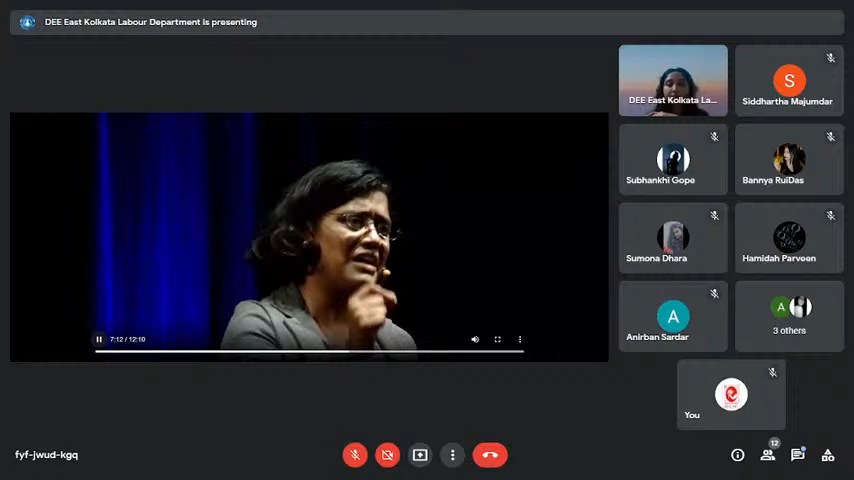 DEE East Kolkata Labour Department is presenting
DEE East Kolkata La...
S
Siddhartha Majumdar
Subhankhi Gope
Bannya RuiDas
Sumona Dhara
Hamidah Parveen
A
Anirban Sardar
A
3 others
You
7:12 / 12:10
fyf-jwud-kgq
12